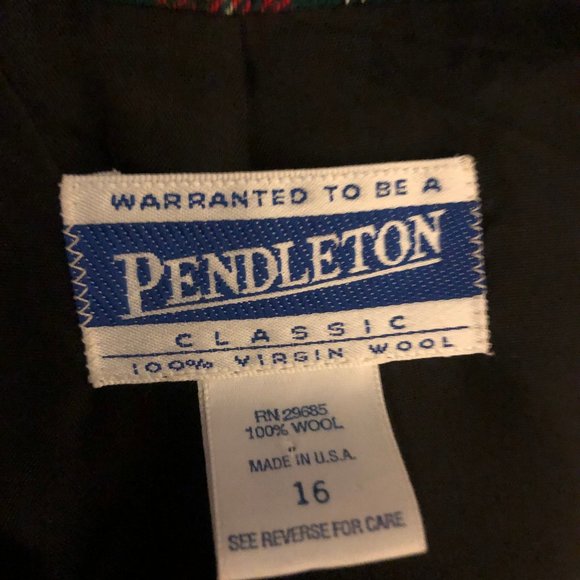 WARRANTED TO BE A
PENDLETON
CLASSIC
100% VIRGIN WOOL
RN 29685
100% WOOL
MADE IN U.S.A.
16
SEE REVERSE FOR CARE